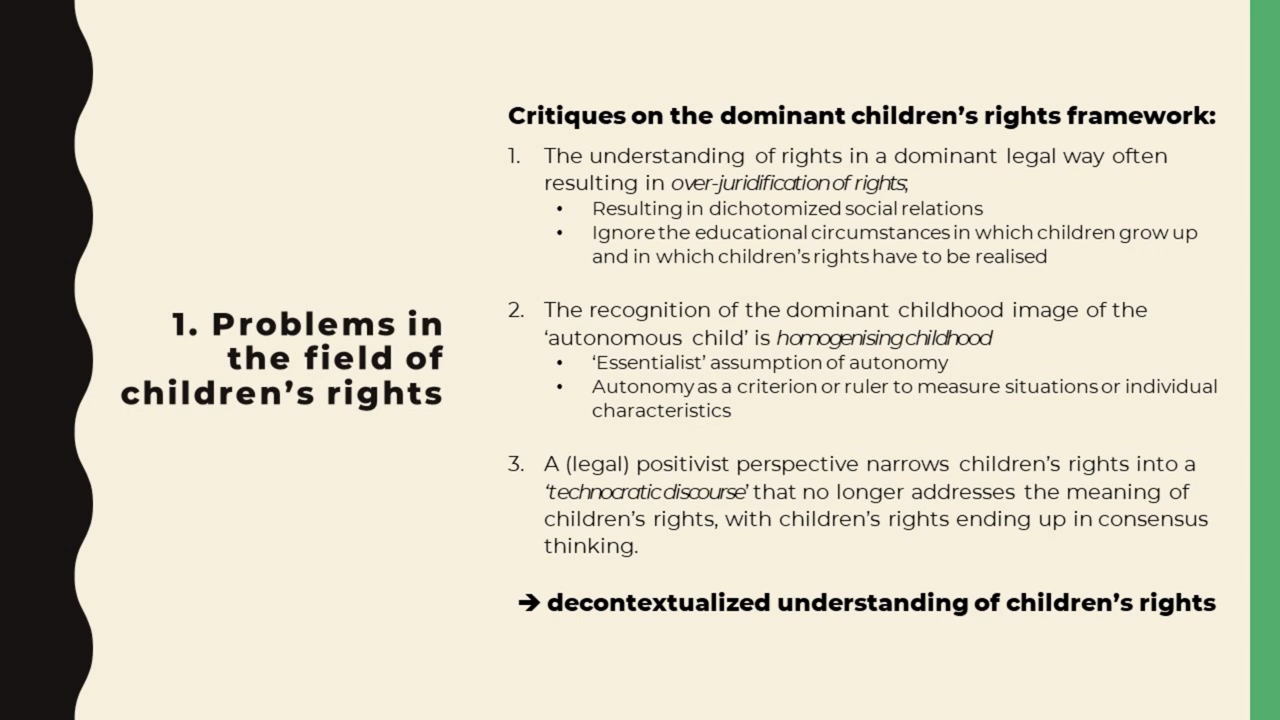 1. Problems in
the field of
children’s rights
Critiques on the dominant children’s rights framework:
1. The understanding of rights in a dominant legal way often
resulting in over-juridification of rights;
• Resulting in dichotomized social relations
• Ignore the educational circumstances in which children grow up
and in which children’s rights have to be realised
2. The recognition of the dominant childhood image of the
‘autonomous child’ is homogenising childhood
• ‘Essentialist’ assumption of autonomy
• Autonomy as a criterion or ruler to measure situations or individual
characteristics
3. A (legal) positivist perspective narrows children’s rights into a
‘technocratic discourse’ that no longer addresses the meaning of
children’s rights, with children’s rights ending up in consensus
thinking.
➔ decontextualized understanding of children’s rights